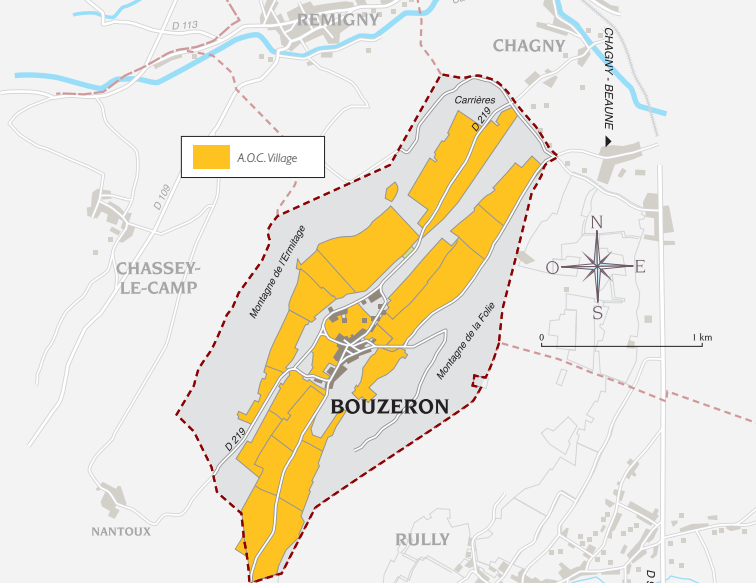 D 113
REMIGNY
CHAGNY
CHAGNY - BEAUNE
Carrières
D 219
A.O.C. Village
D 109
Montagne de l'Ermitage
CHASSEY-
LE-CAMP
N
O
E
S
Montagne de la Folie
0
1 km
BOUZERON
D 219
NANTOUX
RULLY